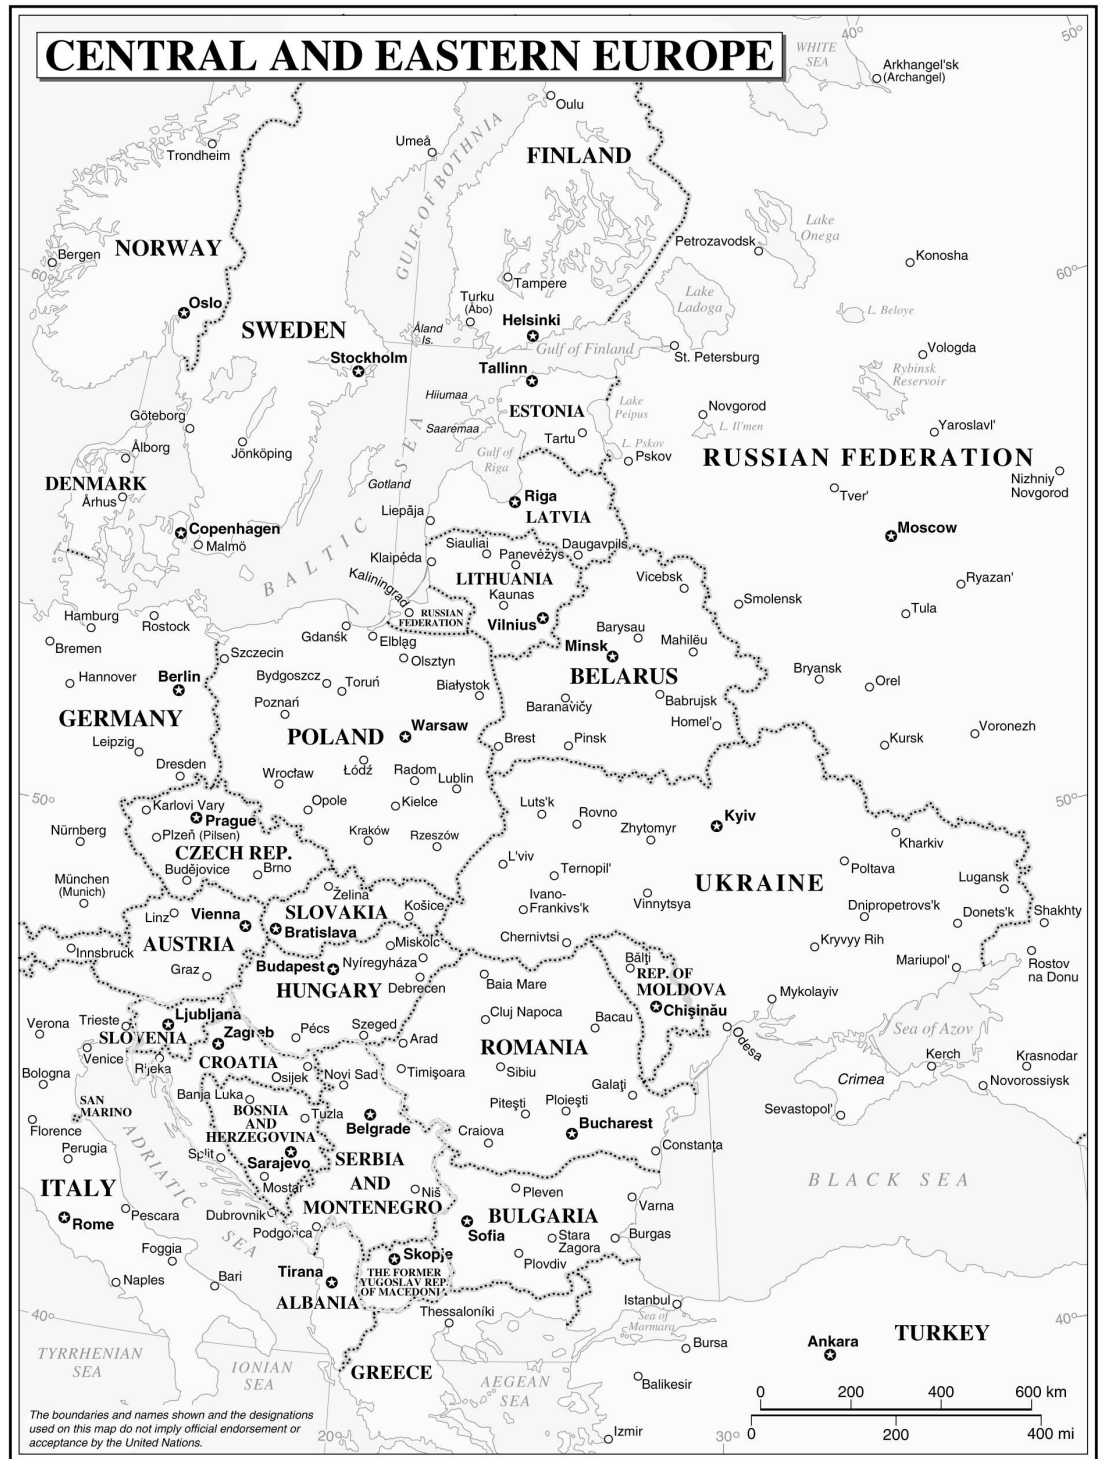 CENTRAL AND EASTERN EUROPE
40°
50°
WHITE
SEA
Arkhangel'sk
(Archangel)
Oulu
Umeå
Trondheim
FINLAND
GULF OF BOTHNIA
Lake
Onega
Petrozavodsk
NORWAY
Bergen
60°
Konosha
60°
Tampere
Turku
(Åbo)
Lake
Ladoga
Oslo
L. Beloye
Helsinki
SWEDEN
Åland
Is.
Gulf of Finland
St. Petersburg
Vologda
Stockholm
Tallinn
Rybinsk
Reservoir
Hiiumaa
Lake
Peipus
Novgorod
ESTONIA
Göteborg
Saaremaa
L. Il'men
Yaroslavl'
Tartu
L. Pskov
Pskov
Ålborg
Jönköping
Gulf of
Riga
RUSSIAN FEDERATION
DENMARK
Århus
Gotland
Nizhniy
Novgorod
Tver'
Riga
LATVIA
Liepāja
Copenhagen
Malmö
Moscow
BALTIC SEA
Siauliai
Panevėžys
Daugavpils
Klaipėda
LITHUANIA
Vicebsk
Ryazan'
Kaliningrad
Kaunas
Smolensk
Tula
RUSSIAN
FEDERATION
Vilnius
Hamburg
Rostock
Gdańsk
Elbląg
Barysau
Mahilëu
Minsk
Bremen
Szczecin
Olsztyn
BELARUS
Bryansk
Orel
Hannover
Berlin
Bydgoszcz
Toruń
Białystok
Baranavičy
Babrujsk
Poznań
Homel'
GERMANY
POLAND
Warsaw
Brest
Pinsk
Kursk
Voronezh
Leipzig
Dresden
Wrocław
Łódź
Radom
Lublin
50°
50°
Karlovi Vary
Opole
Kielce
Luts'k
Rovno
Kyiv
Prague
Zhytomyr
Nürnberg
Plzeń (Pilsen)
Kraków
Rzeszów
Kharkiv
CZECH REP.
L'viv
Ternopil'
Poltava
Budějovice
Brno
UKRAINE
Lugansk
München
(Munich)
Želina
Ivano-
Frankivs'k
Vinnytsya
Dnipropetrovs'k
Donets'k
Shakhty
Linz
Vienna
SLOVAKIA
Košice
Bratislava
Chernivtsi
Kryvyy Rih
AUSTRIA
Miskolc
Innsbruck
Nyíregyháza
Budapest
Bălţi
REP. OF
MOLDOVA
Mariupol'
Rostov
na Donu
Graz
HUNGARY
Debrecen
Baia Mare
Mykolayiv
Chişinău
Ljubljana
Cluj Napoca
Bacau
Verona
Trieste
SLOVENIA
Zagreb
Pécs
Szeged
Arad
Odesa
Sea of Azov
Venice
CROATIA
ROMANIA
Kerch
Krasnodar
Bologna
Rijeka
Osijek
Novi Sad
Timişoara
Sibiu
Crimea
Novorossiysk
SAN
MARINO
Banja Luka
Galaţi
BOSNIA
AND
HERZEGOVINA
Tuzla
Piteşti
Ploieşti
Sevastopol'
Florence
Belgrade
Bucharest
Perugia
Craiova
Split
Sarajevo
SERBIA
AND
MONTENEGRO
Constanţa
ADRIATIC SEA
BLACK SEA
ITALY
Mostar
Niš
Pleven
Varna
Rome
Pescara
Dubrovnik
BULGARIA
Podgorica
Sofia
Stara
Zagora
Burgas
Foggia
Skopje
Plovdiv
Naples
Bari
Tirana
THE FORMER
YUGOSLAV REP.
OF MACEDONIA
ALBANIA
Istanbul
40°
Thessaloníki
Sea of
Marmara
40°
Ankara
TURKEY
TYRRHENIAN
SEA
IONIAN
SEA
GREECE
Bursa
AEGEAN
SEA
Balikesir
0 200 400 600 km
0 200 400 mi
The boundaries and names shown and the designations
used on this map do not imply official endorsement or
acceptance by the United Nations.
20°
Izmir
30°